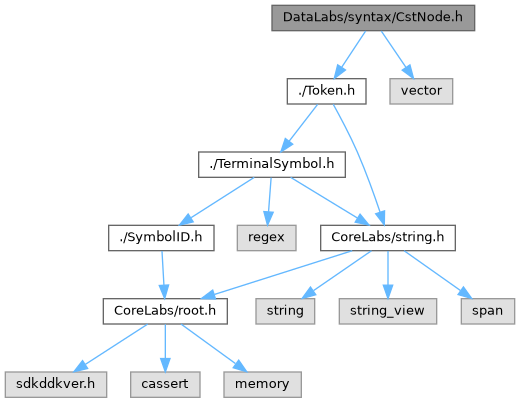 DataLabs/syntax/CstNode.h
./Token.h
vector
./TerminalSymbol.h
./SymbolID.h
regex
CoreLabs/string.h
CoreLabs/root.h
string
string_view
span
sdkddkver.h
cassert
memory